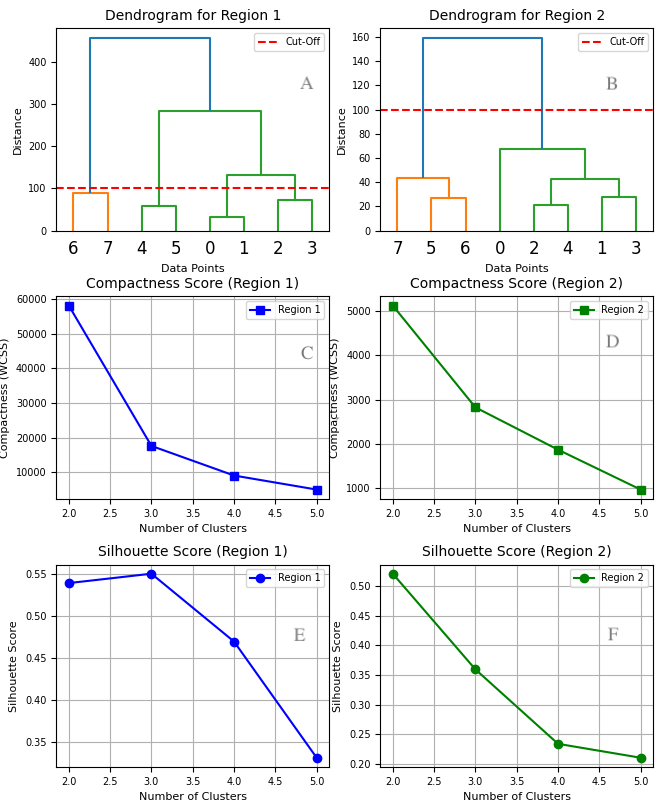 Dendrogram for Region 1
Distance
400
300
200
100
0
Cut-Off
A
6 7 4 5 0 1 2 3
Data Points
Dendrogram for Region 2
Distance
160
140
120
100
80
60
40
20
0
Cut-Off
B
7 5 6 0 2 4 1 3
Data Points
Compactness Score (Region 1)
Compactness (WCSS)
60000
50000
40000
30000
20000
10000
Region 1
C
2.0 2.5 3.0 3.5 4.0 4.5 5.0
Number of Clusters
Compactness Score (Region 2)
Compactness (WCSS)
5000
4000
3000
2000
1000
Region 2
D
2.0 2.5 3.0 3.5 4.0 4.5 5.0
Number of Clusters
Silhouette Score (Region 1)
Silhouette Score
0.55
0.50
0.45
0.40
0.35
Region 1
E
2.0 2.5 3.0 3.5 4.0 4.5 5.0
Number of Clusters
Silhouette Score (Region 2)
Silhouette Score
0.50
0.45
0.40
0.35
0.30
0.25
0.20
Region 2
F
2.0 2.5 3.0 3.5 4.0 4.5 5.0
Number of Clusters